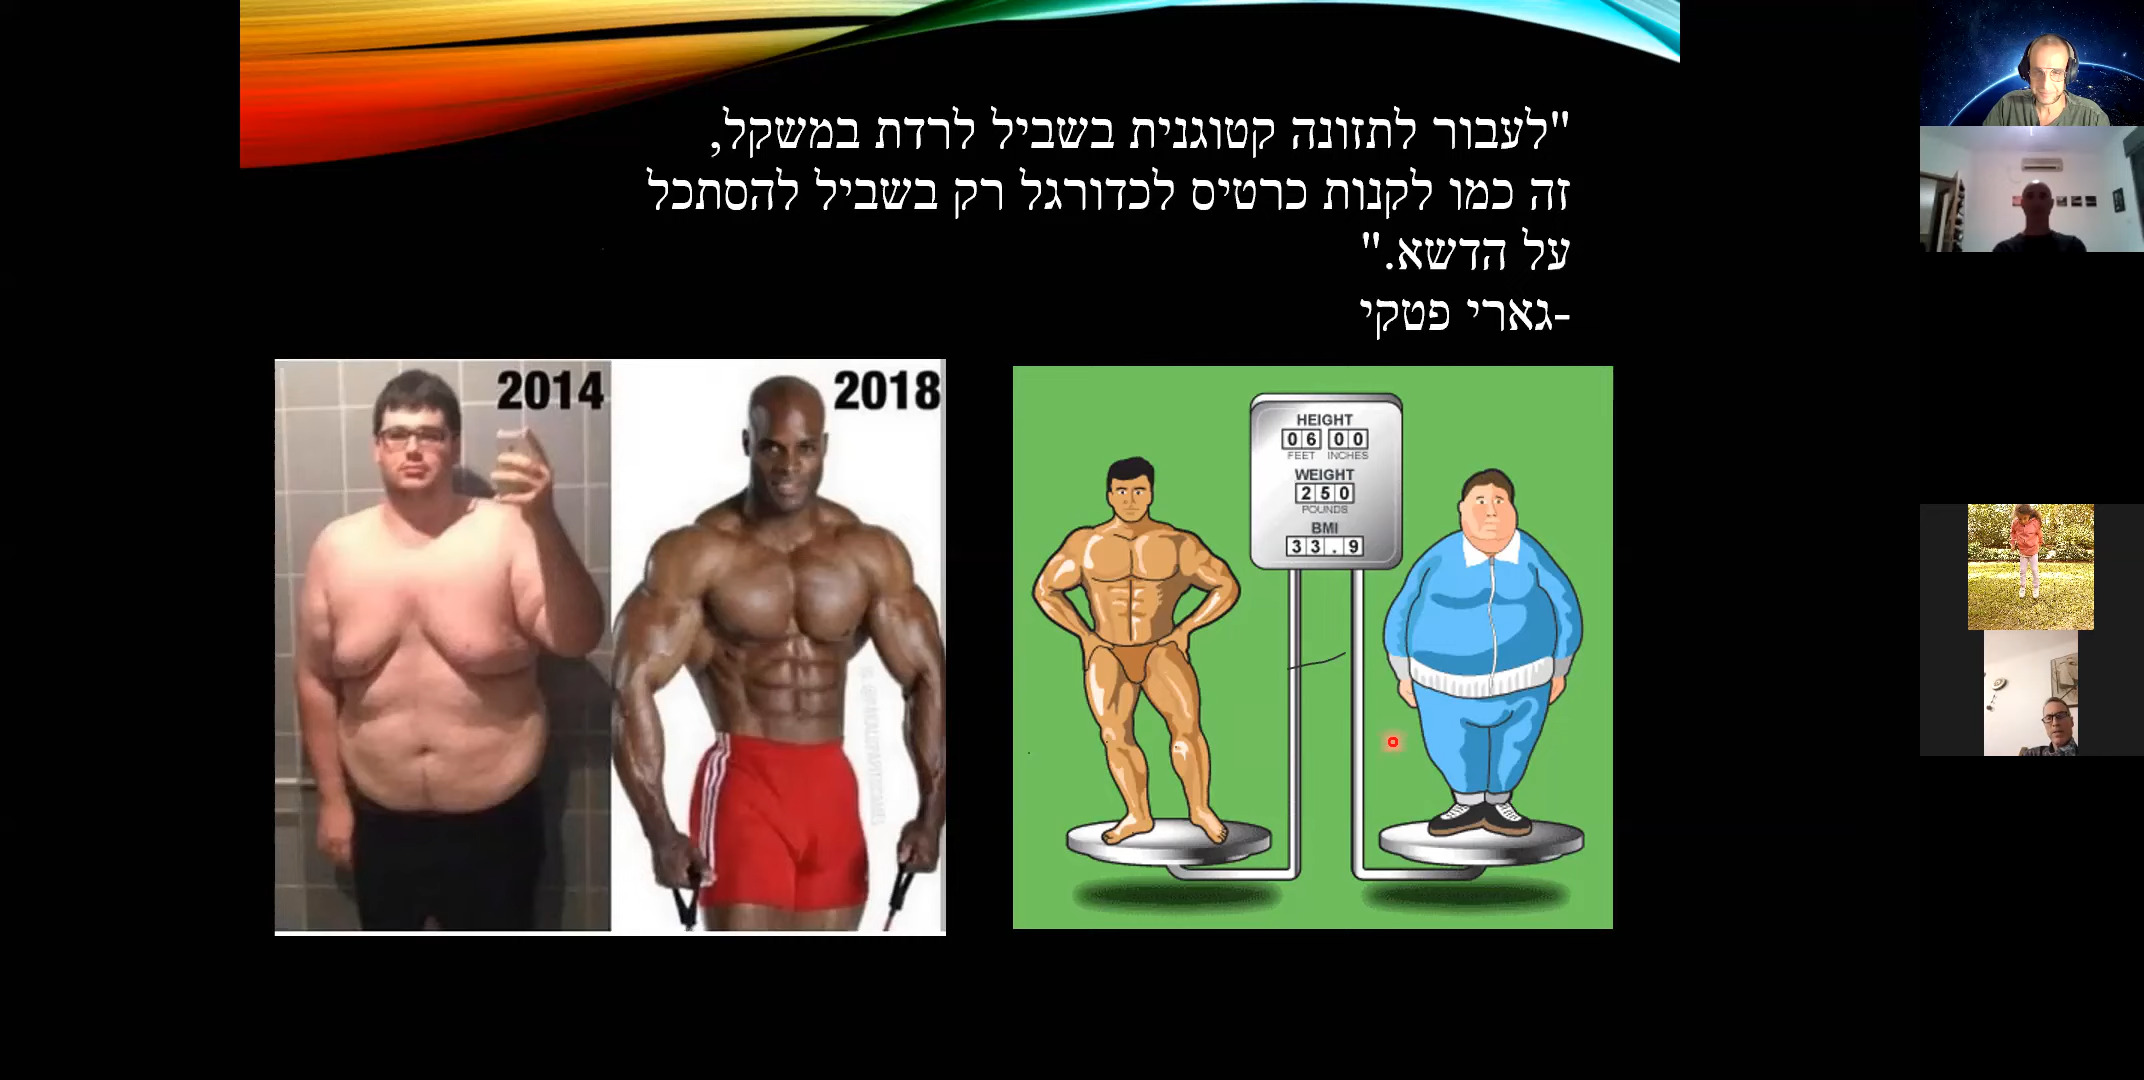 "לעבור לתזונה קטוגנית בשביל לרדת במשקל,
זה כמו לקנות כרטיס לכדורגל רק בשביל להסתכל
על הדשא."
-גארי פטקי
2014
2018
HEIGHT
06 00
FEET INCHES
WEIGHT
250
POUNDS
BMI
33.9